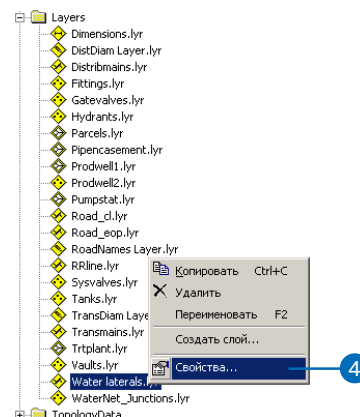 Layers
Dimensions.lyr
DistDiam Layer.lyr
Distribmains.lyr
Fittings.lyr
Gatevalves.lyr
Hydrants.lyr
Parcels.lyr
Pipencasement.lyr
Prodwell1.lyr
Prodwell2.lyr
Pumpstat.lyr
Road_cl.lyr
Road_eop.lyr
RoadNames Layer.lyr
RRline.lyr
Sysvalves.lyr
Tanks.lyr
TransDiam Laye
Transmains.lyr
Trtplant.lyr
Vaults.lyr
Water laterals.lyr
WaterNet_Junctions.lyr
TopologyData
Копировать Ctrl+C
Удалить
Переименовать F2
Создать слой...
Свойства...
4